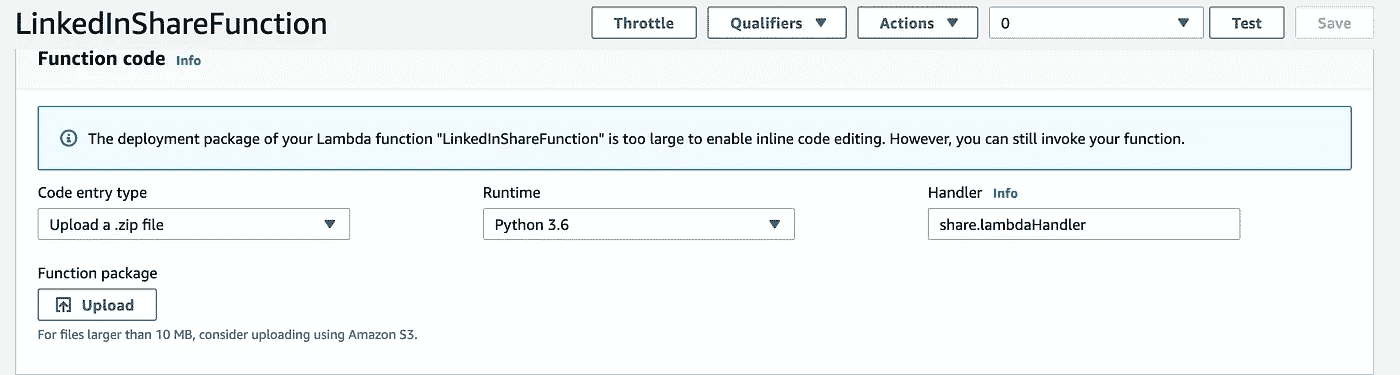 LinkedInShareFunction
Throttle
Qualifiers
Actions
0
Test
Save
Function code Info
The deployment package of your Lambda function "LinkedInShareFunction" is too large to enable inline code editing. However, you can still invoke your function.
Code entry type
Runtime
Handler Info
Upload a .zip file
Python 3.6
share.lambdaHandler
Function package
Upload
For files larger than 10 MB, consider uploading using Amazon S3.